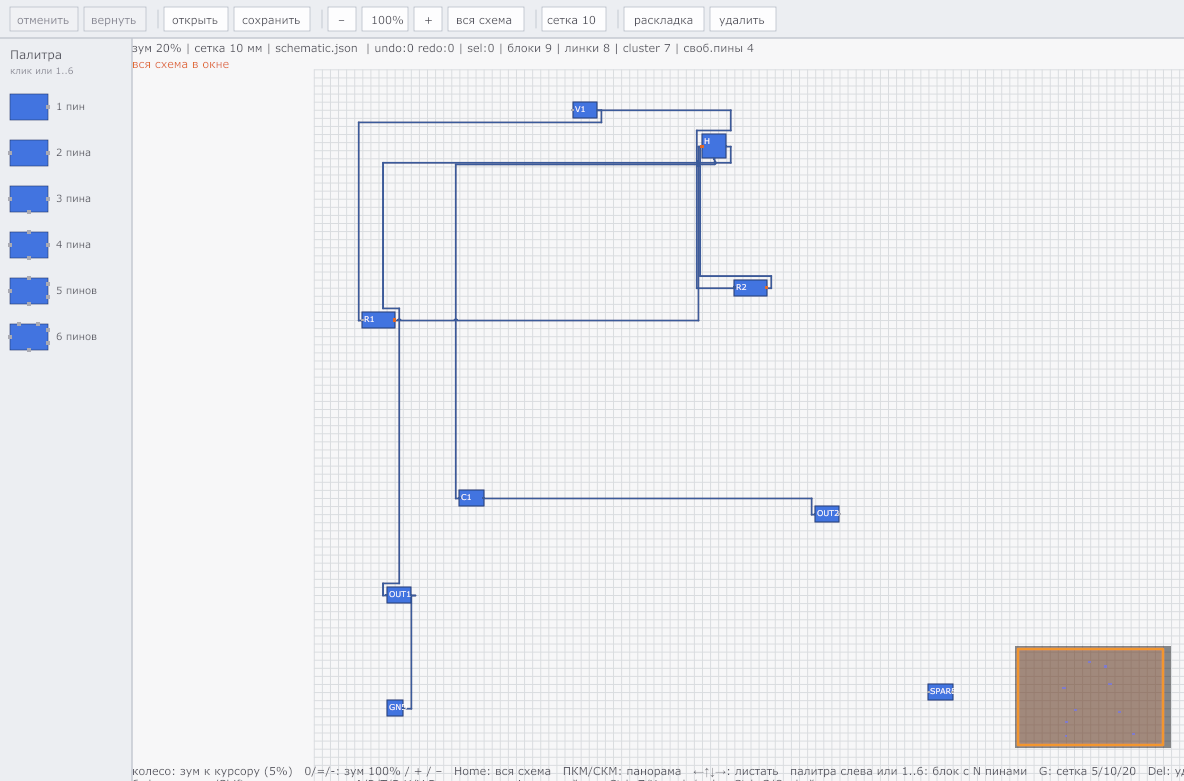 отменить вернуть открыть сохранить – 100% + вся схема сетка 10 раскладка удалить
Палитра
клик или 1..6
1 пин
2 пина
3 пина
4 пина
5 пинов
6 пинов
зум 20% | сетка 10 мм | schematic.json | undo:0 redo:0 | sel:0 | блоки 9 | линки 8 | cluster 7 | своб.пины 4
вся схема в окне
V1
H
R2
R1
C1
OUT2
OUT1
SPARE
колесо: зум к курсору (5%) 0/=/-: зум 100% / + / − Home: вся схема ПКМ/СКМ: панорама ←↑↓→: листать палитра слева или 1..6: блок с N пинами G: сетка 5/10/20 Del: